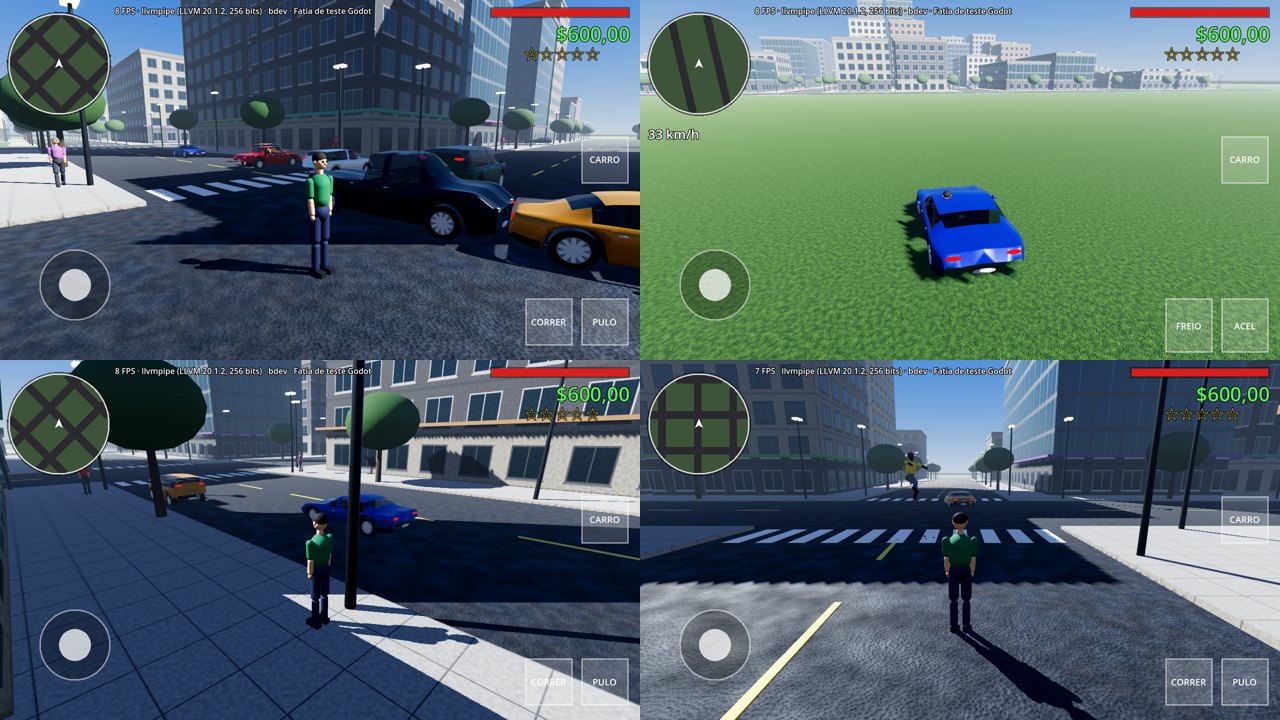 8 FPS · llvmpipe (LLVM 20.1.2, 256 bits) · bdev · Fatia de teste Godot
$600,00
CARRO
CORRER
PULO
8 FPS · llvmpipe (LLVM 20.1.2, 256 bits) · bdev · Fatia de teste Godot
$600,00
33 km/h
CARRO
FREIO
ACEL
8 FPS · llvmpipe (LLVM 20.1.2, 256 bits) · bdev · Fatia de teste Godot
$600,00
CARRO
CORRER
PULO
7 FPS · llvmpipe (LLVM 20.1.2, 256 bits) · bdev · Fatia de teste Godot
$600,00
CARRO
CORRER
PULO